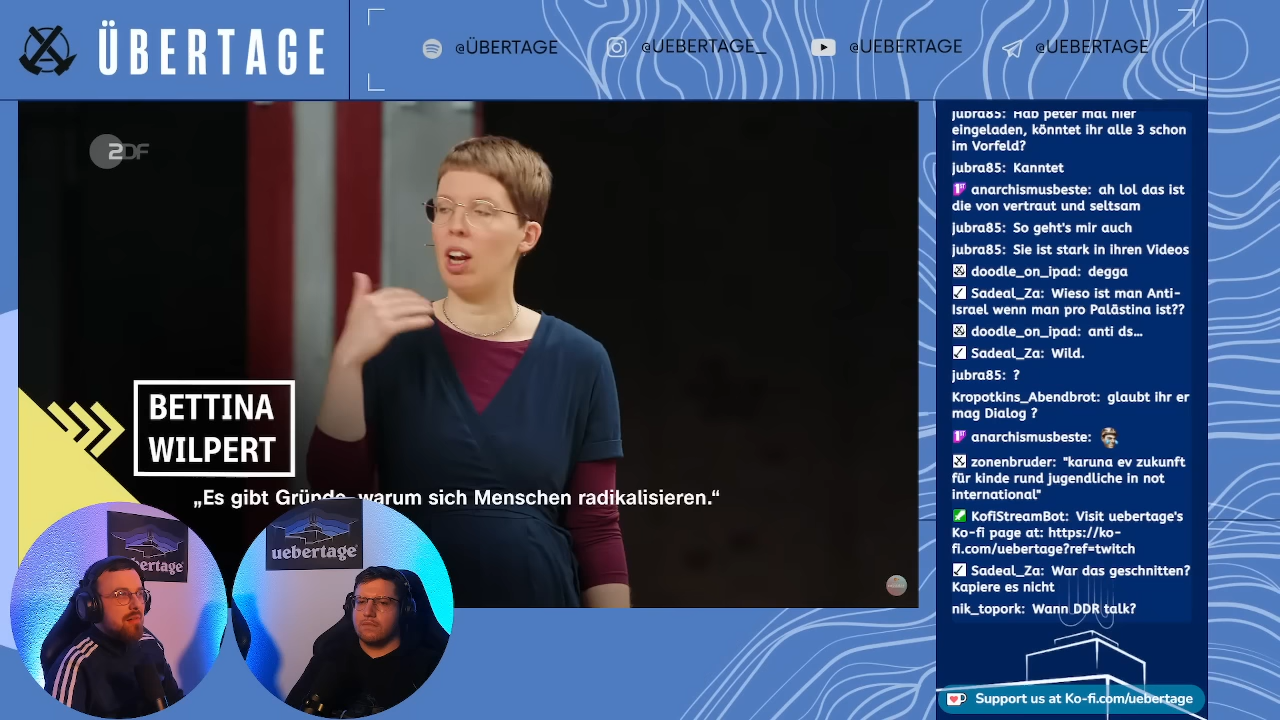 ÜBERTAGE
@ÜBERTAGE
@UEBERTAGE_
@UEBERTAGE
@UEBERTAGE
ZDF
BETTINA
WILPERT
„Es gibt Gründe, warum sich Menschen radikalisieren.“
uebertage
uebertage
jubra85: Hab peter mal hier
eingeladen, könntet ihr alle 3 schon
im Vorfeld?
jubra85: Kanntet
anarchismusbeste: ah lol das ist
die von vertraut und seltsam
jubra85: So geht's mir auch
jubra85: Sie ist stark in ihren Videos
doodle_on_ipad: degga
Sadeal_Za: Wieso ist man Anti-
Israel wenn man pro Palästina ist??
doodle_on_ipad: anti ds...
Sadeal_Za: Wild.
jubra85: ?
Kropotkins_Abendbrot: glaubt ihr er
mag Dialog ?
anarchismusbeste:
zonenbruder: "karuna ev zukunft
für kinde rund jugendliche in not
international"
KofiStreamBot: Visit uebertage's
Ko-fi page at: https://ko-
fi.com/uebertage?ref=twitch
Sadeal_Za: War das geschnitten?
Kapiere es nicht
nik_topork: Wann DDR talk?
Support us at Ko-fi.com/uebertage